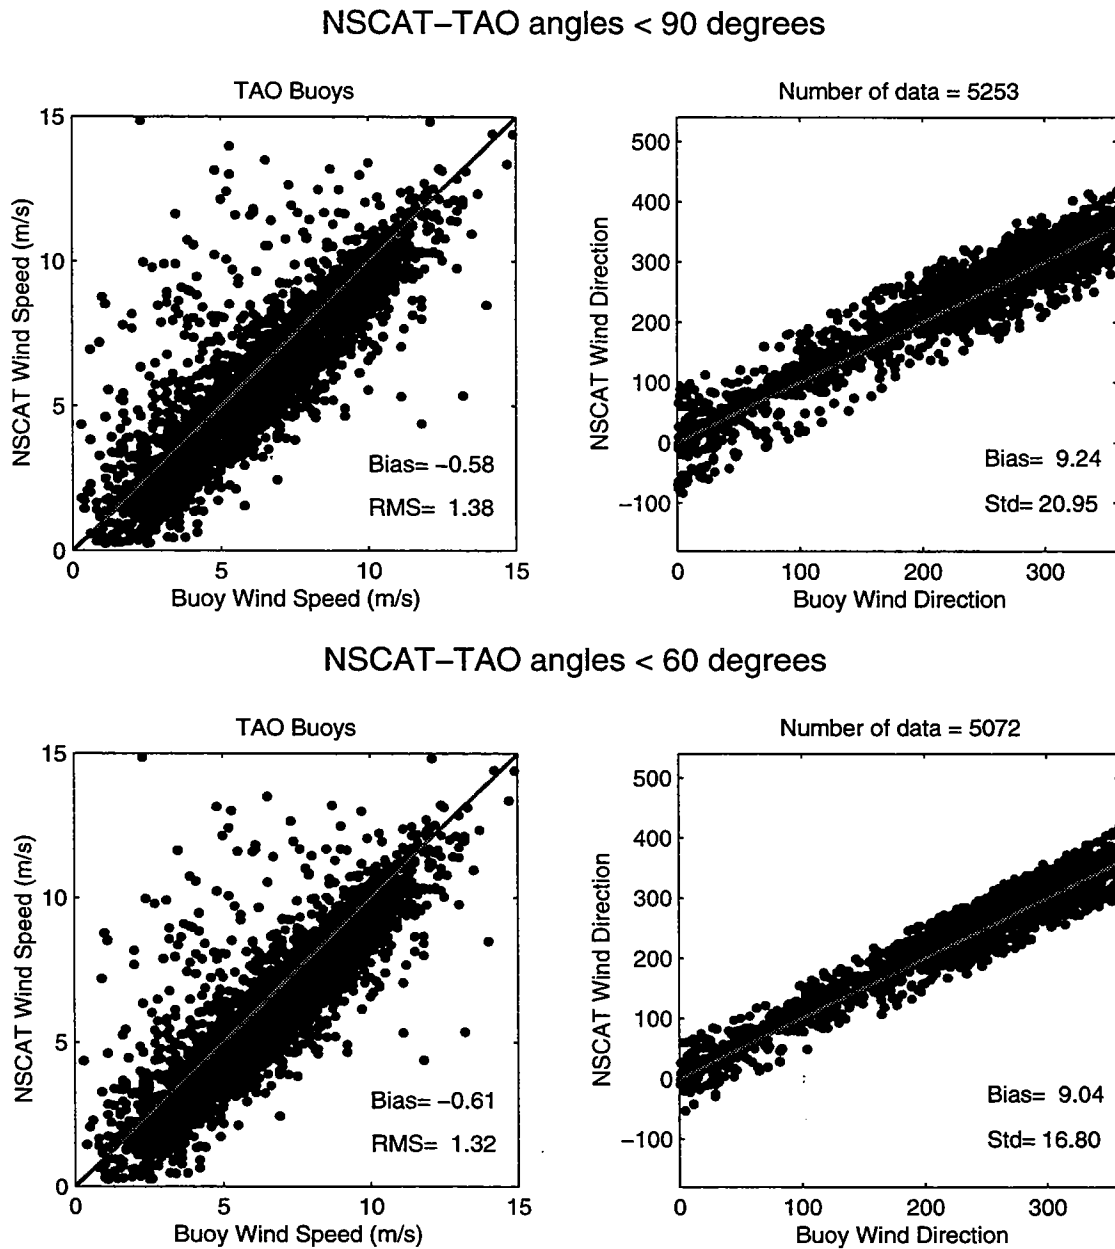 NSCAT–TAO angles < 90 degrees
TAO Buoys
15
10
5
0
0
5
10
15
NSCAT Wind Speed (m/s)
Buoy Wind Speed (m/s)
Bias= −0.58
RMS= 1.38
Number of data = 5253
500
400
300
200
100
0
−100
0
100
200
300
NSCAT Wind Direction
Buoy Wind Direction
Bias= 9.24
Std= 20.95
NSCAT–TAO angles < 60 degrees
TAO Buoys
15
10
5
0
0
5
10
15
NSCAT Wind Speed (m/s)
Buoy Wind Speed (m/s)
Bias= −0.61
RMS= 1.32
Number of data = 5072
500
400
300
200
100
0
−100
0
100
200
300
NSCAT Wind Direction
Buoy Wind Direction
Bias= 9.04
Std= 16.80